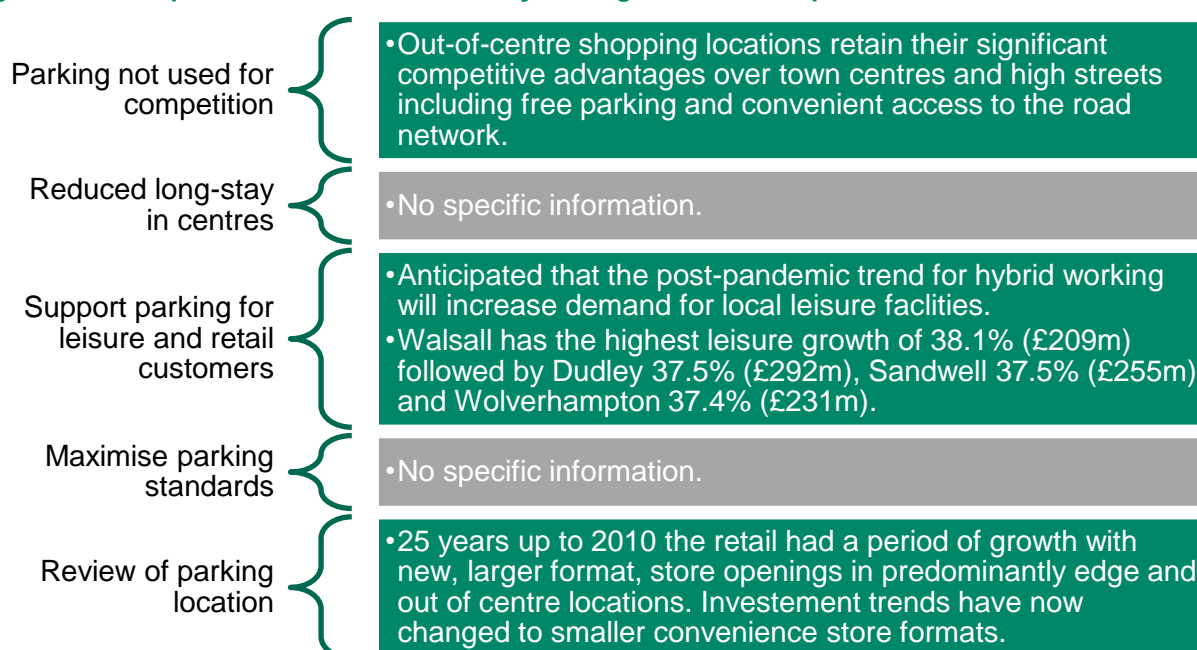 Parking not used for
competition
•Out-of-centre shopping locations retain their significant
competitive advantages over town centres and high streets
including free parking and convenient access to the road
network.
Reduced long-stay
in centres
•No specific information.
Support parking for
leisure and retail
customers
•Anticipated that the post-pandemic trend for hybrid working
will increase demand for local leisure faclities.
•Walsall has the highest leisure growth of 38.1% (£209m)
followed by Dudley 37.5% (£292m), Sandwell 37.5% (£255m)
and Wolverhampton 37.4% (£231m).
Maximise parking
standards
•No specific information.
Review of parking
location
•25 years up to 2010 the retail had a period of growth with
new, larger format, store openings in predominantly edge and
out of centre locations. Investement trends have now
changed to smaller convenience store formats.